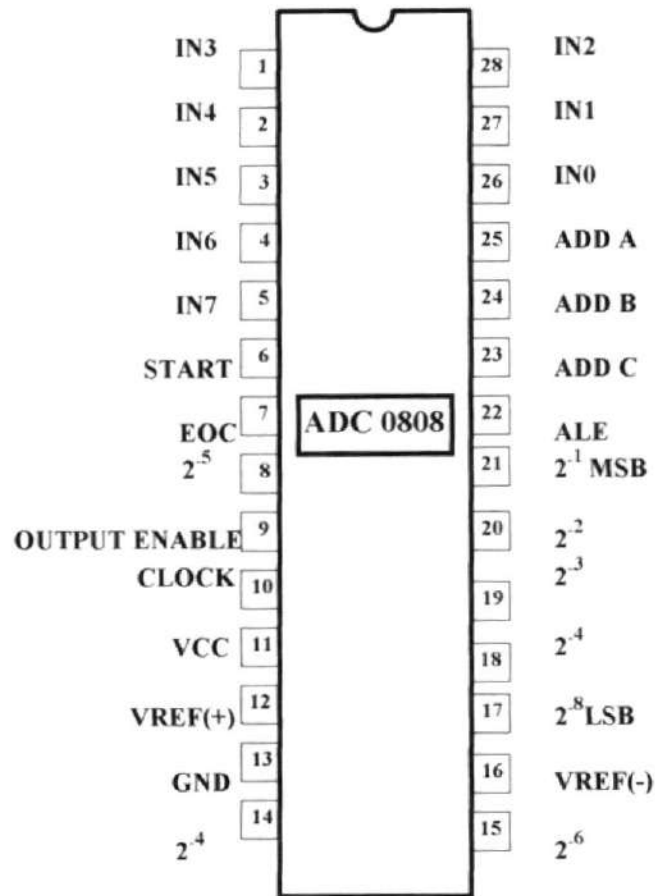 IN3 1 28 IN2
IN4 2 27 IN1
IN5 3 26 IN0
IN6 4 25 ADD A
IN7 5 24 ADD B
START 6 23 ADD C
EOC 7 ADC 0808 22 ALE
2⁻⁵ 8 21 2⁻¹ MSB
OUTPUT ENABLE 9 20 2⁻²
CLOCK 10 19 2⁻³
VCC 11 18 2⁻⁴
VREF(+) 12 17 2⁻⁸LSB
GND 13 16 VREF(-)
2⁻⁴ 14 15 2⁻⁶